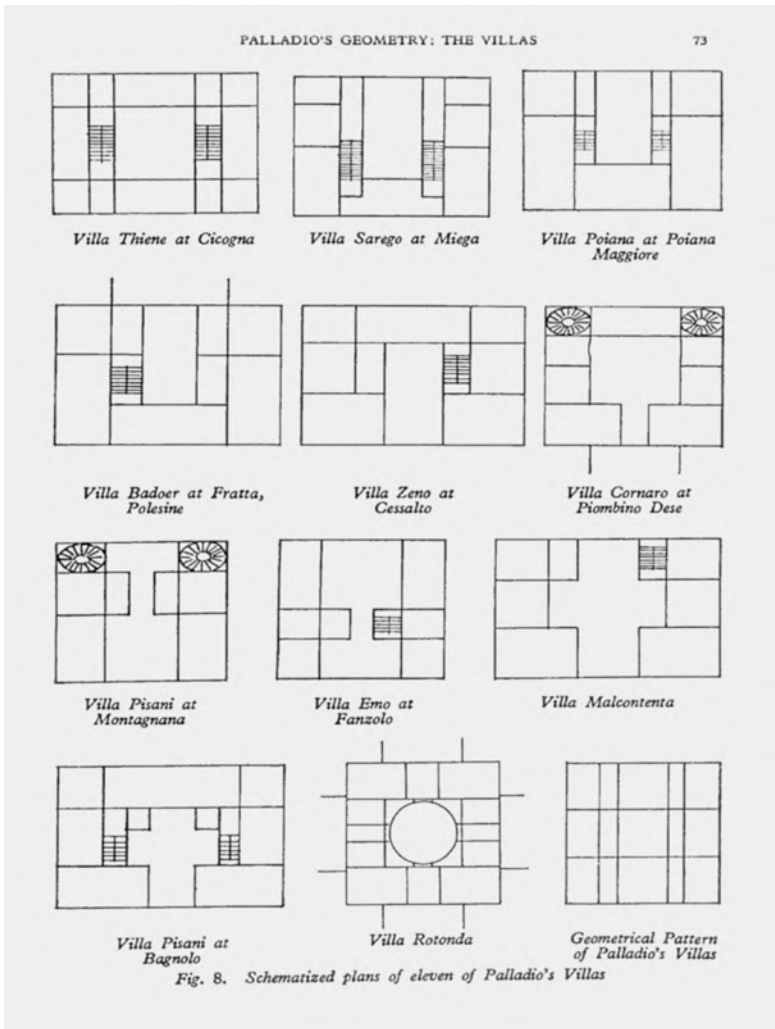 PALLADIO'S GEOMETRY: THE VILLAS 73
Villa Thiene at Cicogna
Villa Sarego at Miega
Villa Poiana at Poiana
Maggiore
Villa Badoer at Fratta,
Polesine
Villa Zeno at
Cessalto
Villa Cornaro at
Piombino Dese
Villa Pisani at
Montagnana
Villa Emo at
Fanzolo
Villa Malcontenta
Villa Pisani at
Bagnolo
Villa Rotonda
Geometrical Pattern
of Palladio's Villas
Fig. 8. Schematized plans of eleven of Palladio's Villas